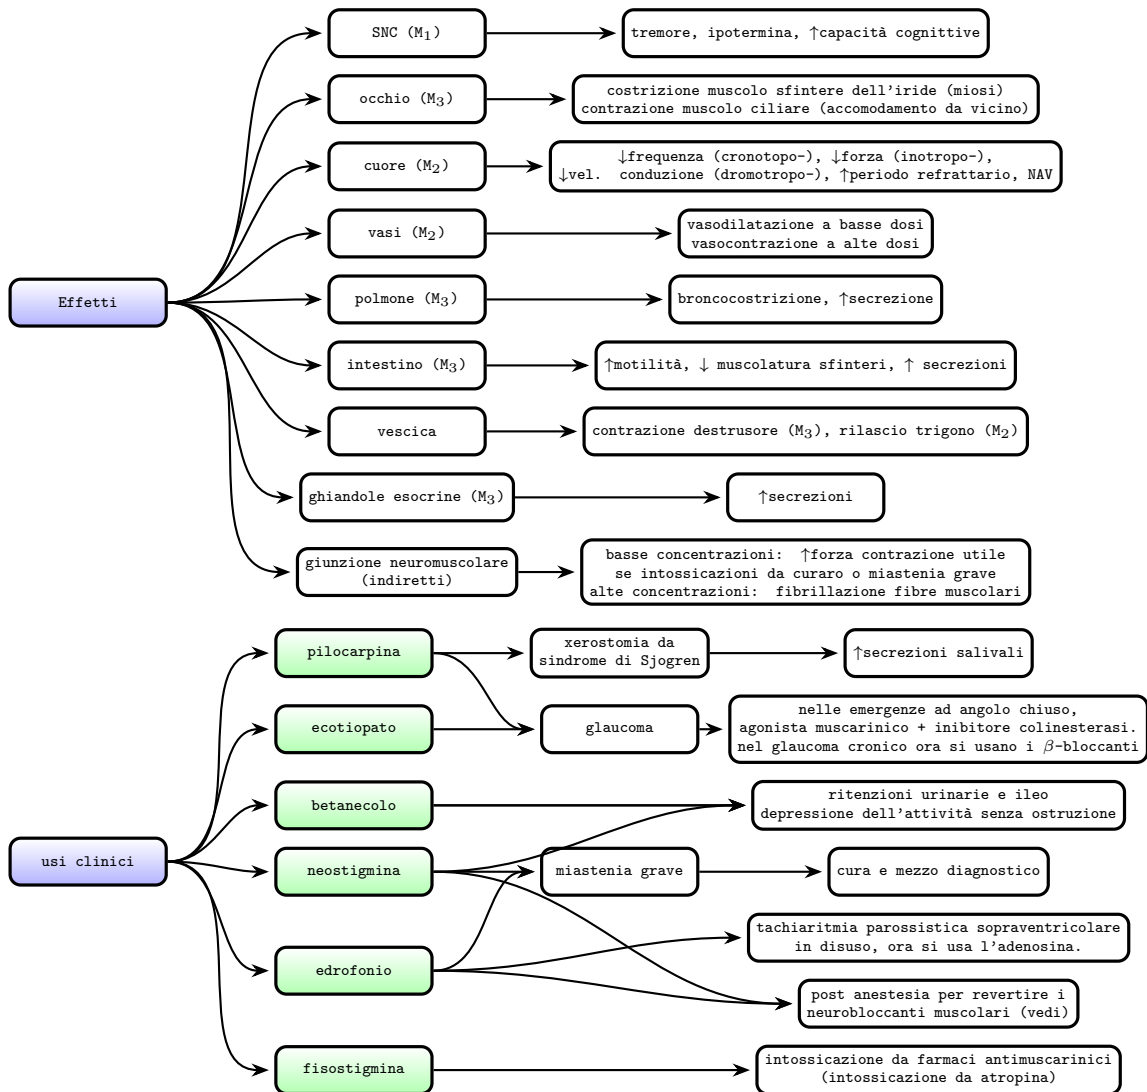 SNC (M1)
tremore, ipotermina, ↑capacità cognittive
occhio (M3)
costrizione muscolo sfintere dell'iride (miosi)
contrazione muscolo ciliare (accomodamento da vicino)
cuore (M2)
↓frequenza (cronotopo-), ↓forza (inotropo-),
↓vel. conduzione (dromotropo-), ↑periodo refrattario, NAV
vasi (M2)
vasodilatazione a basse dosi
vasocontrazione a alte dosi
Effetti
polmone (M3)
broncocostrizione, ↑secrezione
intestino (M3)
↑motilità, ↓ muscolatura sfinteri, ↑ secrezioni
vescica
contrazione destrusore (M3), rilascio trigono (M2)
ghiandole esocrine (M3)
↑secrezioni
giunzione neuromuscolare
(indiretti)
basse concentrazioni: ↑forza contrazione utile
se intossicazioni da curaro o miastenia grave
alte concentrazioni: fibrillazione fibre muscolari
pilocarpina
xerostomia da
sindrome di Sjogren
↑secrezioni salivali
ecotiopato
glaucoma
nelle emergenze ad angolo chiuso,
agonista muscarinico + inibitore colinesterasi.
nel glaucoma cronico ora si usano i β-bloccanti
betanecolo
ritenzioni urinarie e ileo
depressione dell'attività senza ostruzione
usi clinici
neostigmina
miastenia grave
cura e mezzo diagnostico
edrofonio
tachiaritmia parossistica sopraventricolare
in disuso, ora si usa l'adenosina.
post anestesia per revertire i
neurobloccanti muscolari (vedi)
fisostigmina
intossicazione da farmaci antimuscarinici
(intossicazione da atropina)